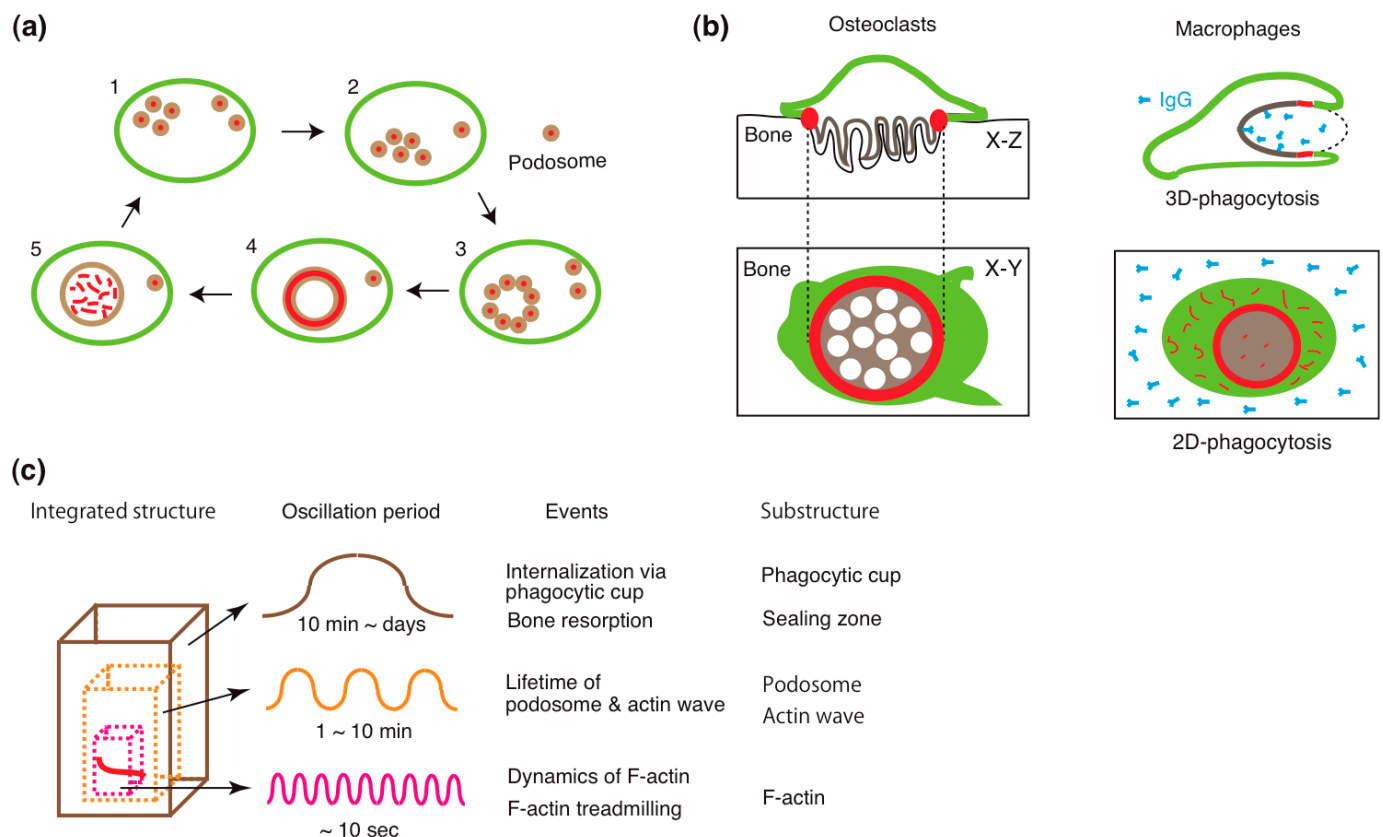 (a)
1
2
Podosome
5
4
3
(b)
Osteoclasts
Macrophages
IgG
Bone
X-Z
3D-phagocytosis
Bone
X-Y
2D-phagocytosis
(c)
Integrated structure
Oscillation period
Events
Substructure
10 min ~ days
Internalization via
phagocytic cup
Bone resorption
Phagocytic cup
Sealing zone
1 ~ 10 min
Lifetime of
podosome & actin wave
Podosome
Actin wave
~ 10 sec
Dynamics of F-actin
F-actin treadmilling
F-actin